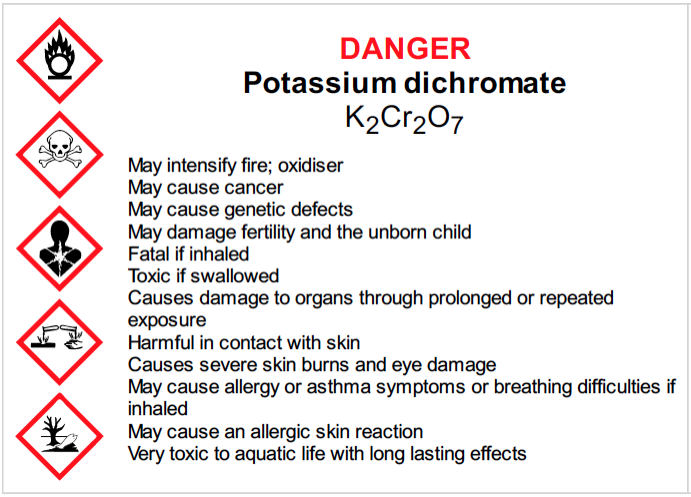 DANGER
Potassium dichromate
K₂Cr₂O₇
May intensify fire; oxidiser
May cause cancer
May cause genetic defects
May damage fertility and the unborn child
Fatal if inhaled
Toxic if swallowed
Causes damage to organs through prolonged or repeated
exposure
Harmful in contact with skin
Causes severe skin burns and eye damage
May cause allergy or asthma symptoms or breathing difficulties if
inhaled
May cause an allergic skin reaction
Very toxic to aquatic life with long lasting effects